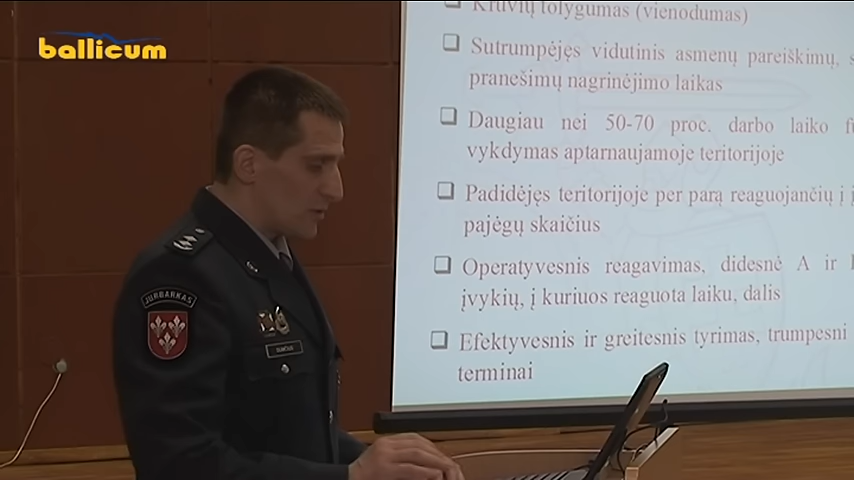 ballicum
Krūvių tolygumas (vienodumas)
Sutrumpėjęs vidutinis asmenų pareiškimų,
pranešimų nagrinėjimo laikas
Daugiau nei 50-70 proc. darbo laiko
vykdymas aptarnaujamoje teritorijoje
Padidėjęs teritorijoje per parą reaguojančių į
pajėgų skaičius
Operatyvesnis reagavimas, didesnė A ir
įvykių, į kuriuos reaguota laiku, dalis
Efektyvesnis ir greitesnis tyrimas, trumpesni
terminai
JURBARKAS